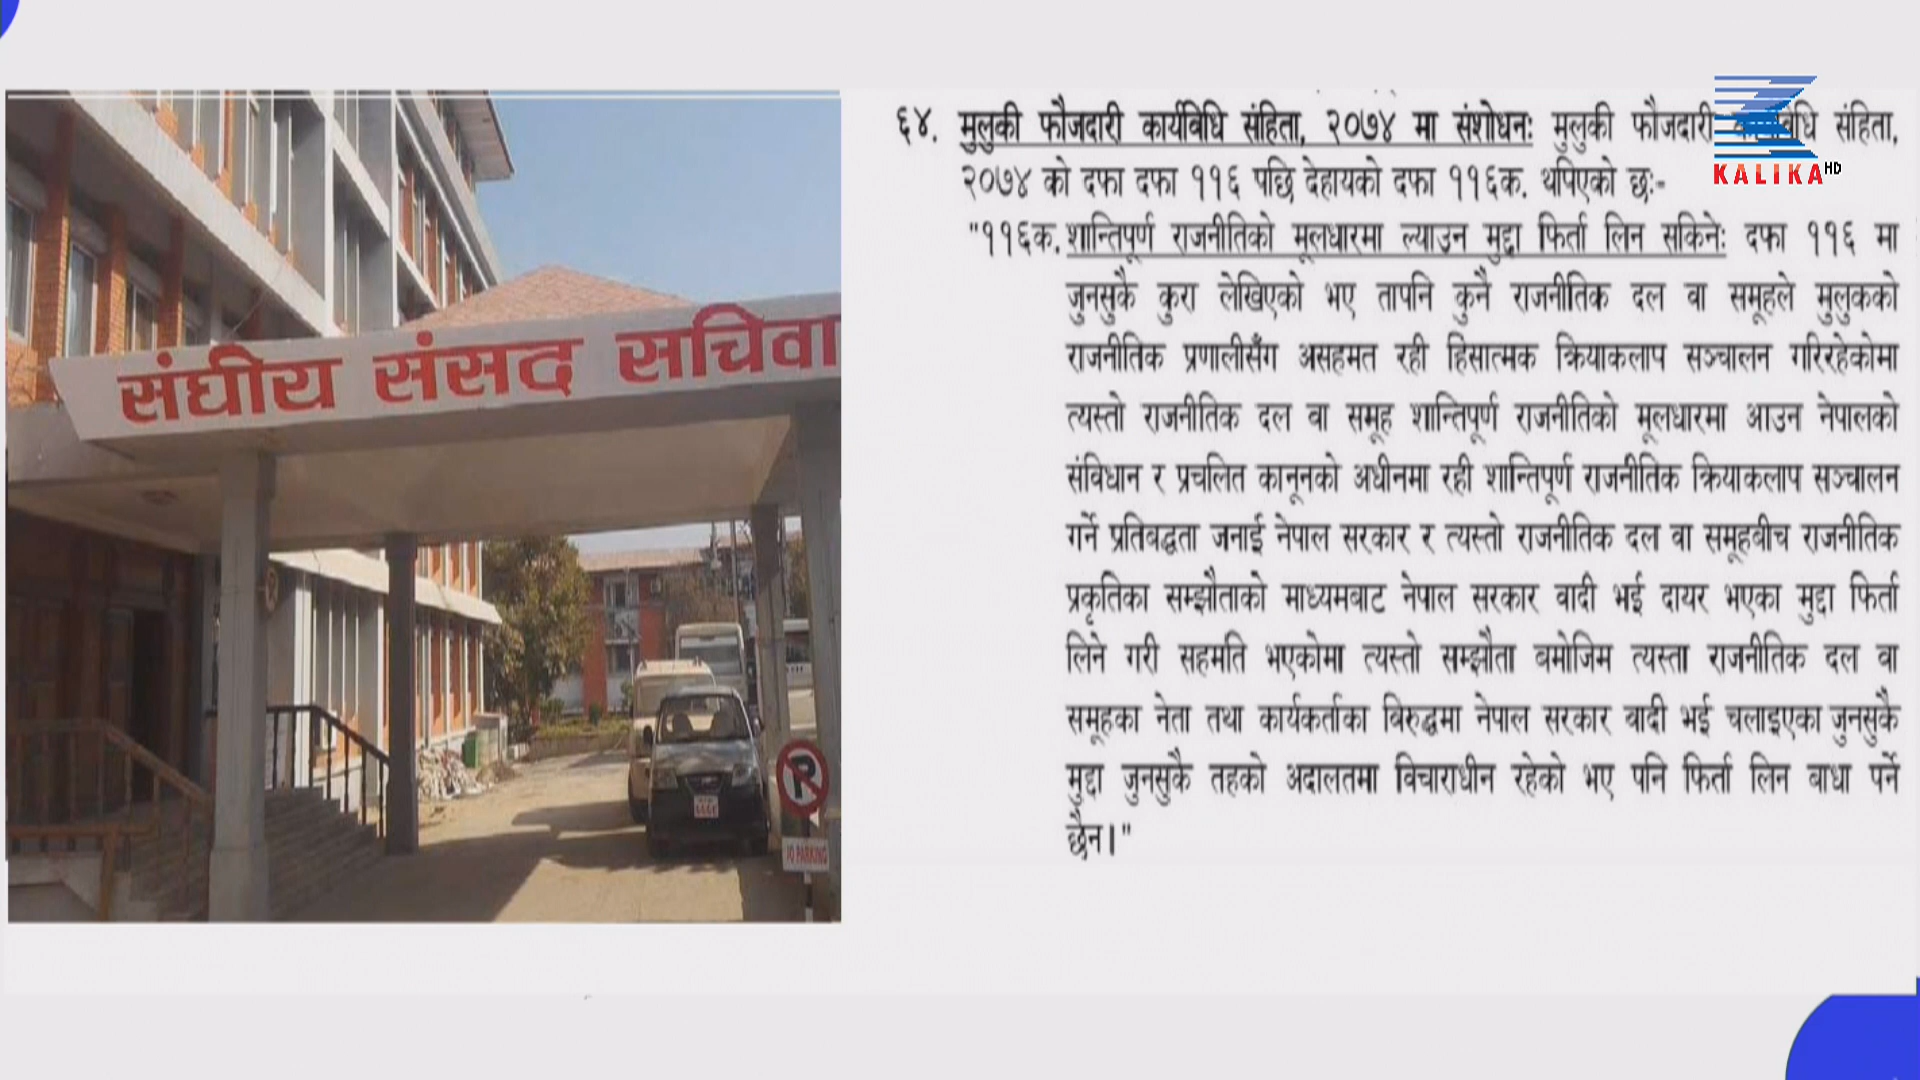 संघीय संसद सचिवा
NO PARKING
KALIKA HD
६४. मुलुकी फौजदारी कार्यविधि संहिता, २०७४ मा संशोधनः मुलुकी फौजदारी संहिता,
२०७४ को दफा दफा ११६ पछि देहायको दफा ११६क. थपिएको छः-
"११६क. शान्तिपूर्ण राजनीतिको मूलधारमा ल्याउन मुद्दा फिर्ता लिन सकिनेः दफा ११६ मा
जुनसुकै कुरा लेखिएको भए तापनि कुनै राजनीतिक दल वा समूहले मुलुकको
राजनीतिक प्रणालीसँग असहमत रही हिंसात्मक क्रियाकलाप सञ्चालन गरिरहेकोमा
त्यस्तो राजनीतिक दल वा समूह शान्तिपूर्ण राजनीतिको मूलधारमा आउन नेपालको
संविधान र प्रचलित कानूनको अधीनमा रही शान्तिपूर्ण राजनीतिक क्रियाकलाप सञ्चालन
गर्ने प्रतिबद्धता जनाई नेपाल सरकार र त्यस्तो राजनीतिक दल वा समूहबीच राजनीतिक
प्रकृतिका सम्झौताको माध्यमबाट नेपाल सरकार वादी भई दायर भएका मुद्दा फिर्ता
लिने गरी सहमति भएकोमा त्यस्तो सम्झौता बमोजिम त्यस्ता राजनीतिक दल वा
समूहका नेता तथा कार्यकर्ताका बिरुद्धमा नेपाल सरकार बादी भई चलाइएका जुनसुकै
मुद्दा जुनसुकै तहको अदालतमा विचाराधीन रहेको भए पनि फिर्ता लिन बाधा पर्ने
छैन।"